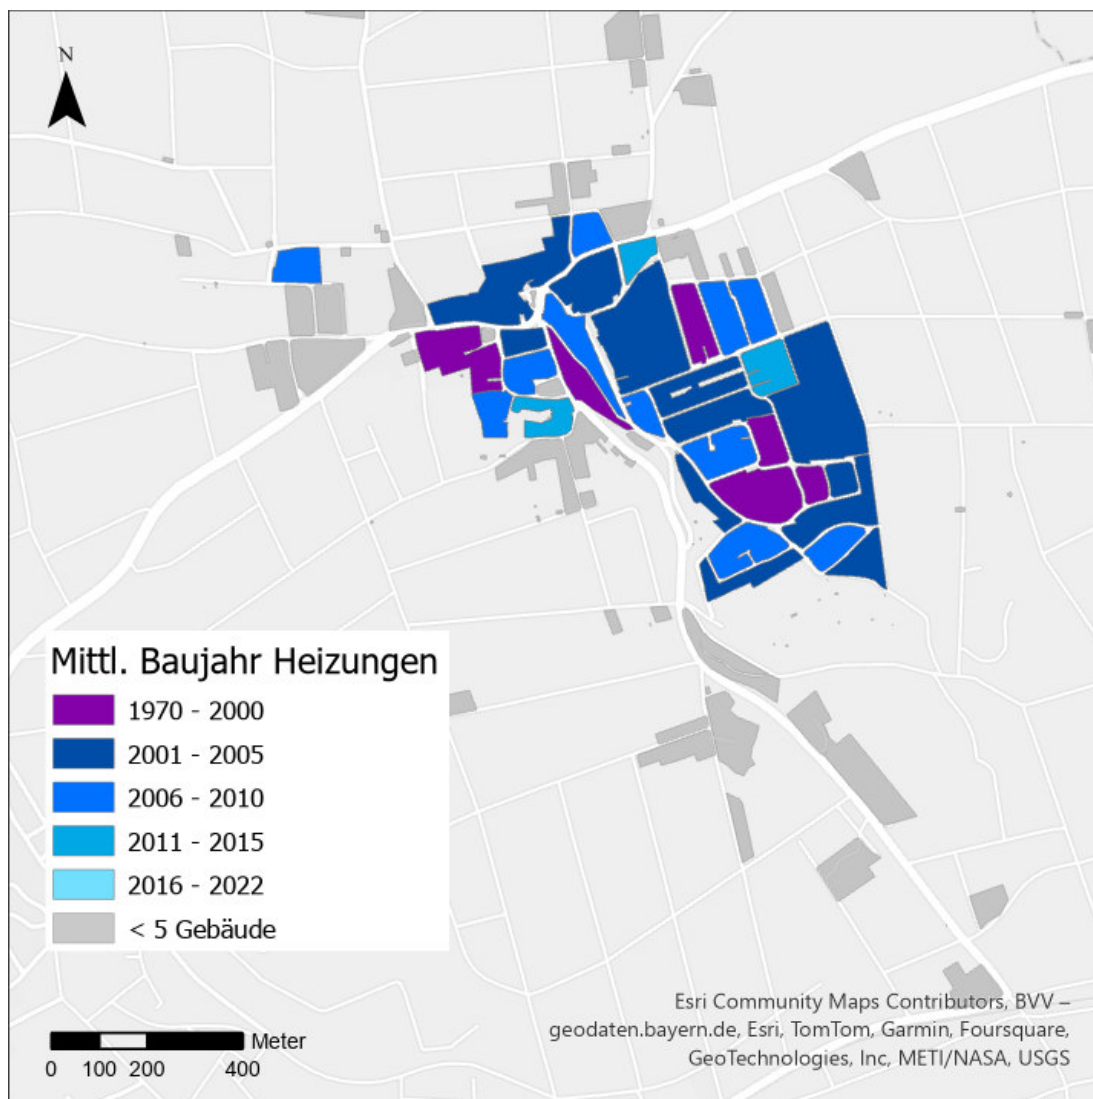 N
Mittl. Baujahr Heizungen
1970 - 2000
2001 - 2005
2006 - 2010
2011 - 2015
2016 - 2022
< 5 Gebäude
Esri Community Maps Contributors, BVV –
geodaten.bayern.de, Esri, TomTom, Garmin, Foursquare,
GeoTechnologies, Inc, METI/NASA, USGS
Meter
0 100 200 400